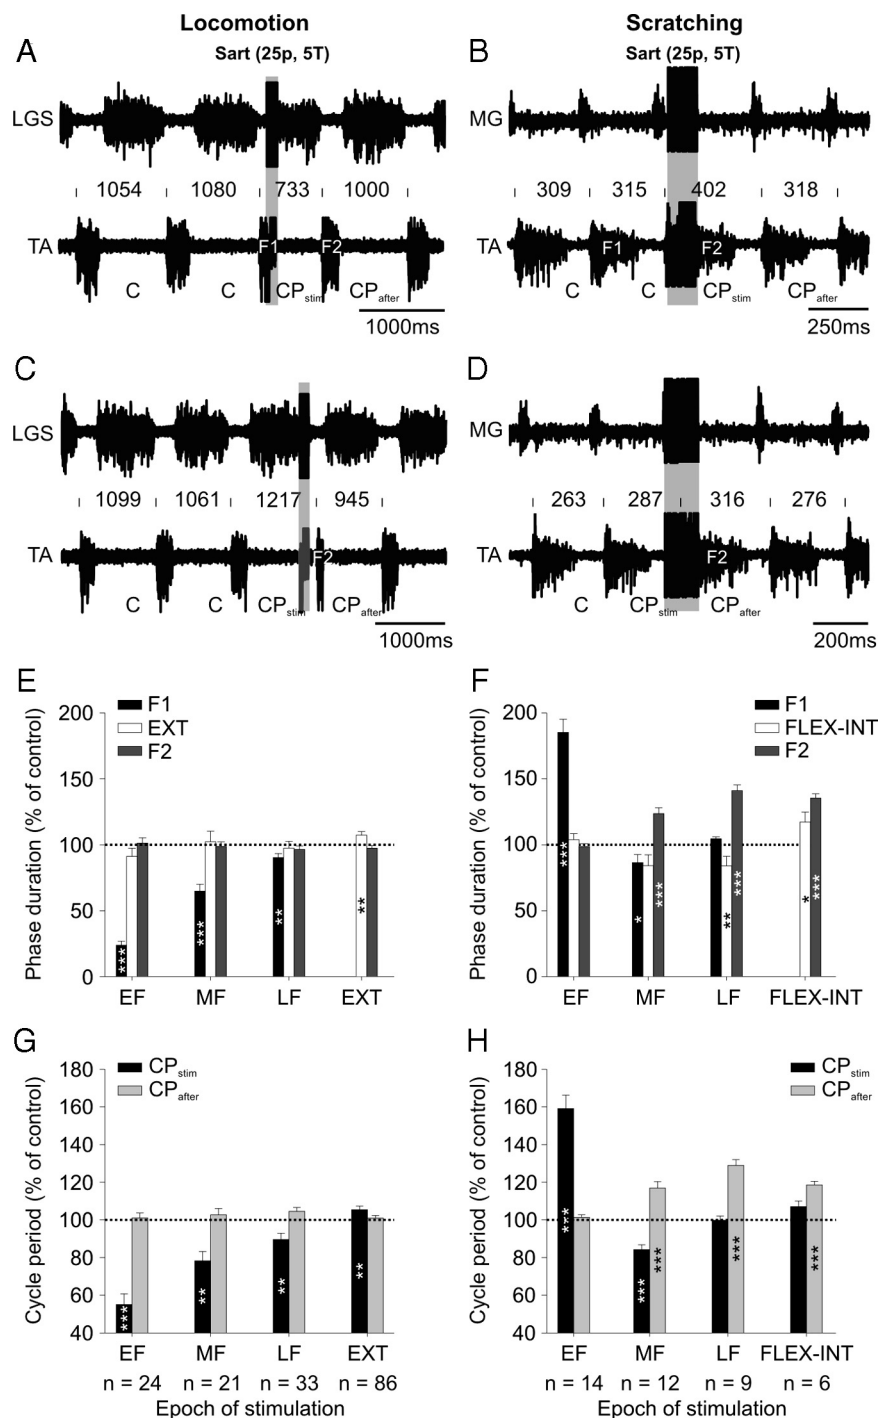 Locomotion
Scratching
A Sart (25p, 5T)
B Sart (25p, 5T)
LGS
MG
1054 1080 733 1000
309 315 402 318
TA F1 F2
TA F1 F2
C C CPstim CPafter
C C CPstim CPafter
1000ms
250ms
C
D
LGS
MG
1099 1061 1217 945
263 287 316 276
TA F2
TA F2
C C CPstim CPafter
C CPstim CPafter
1000ms
200ms
E
F1
EXT
F2
Phase duration (% of control)
200
150
100
50
0
*** *** ** **
EF MF LF EXT
F
F1
FLEX-INT
F2
Phase duration (% of control)
200
150
100
50
0
*** * *** ** *** * ***
EF MF LF FLEX-INT
G
CPstim
CPafter
Cycle period (% of control)
180
160
140
120
100
80
60
40
*** ** ** **
EF MF LF EXT
n = 24 n = 21 n = 33 n = 86
Epoch of stimulation
H
CPstim
CPafter
Cycle period (% of control)
180
160
140
120
100
80
60
40
*** *** *** *** ***
EF MF LF FLEX-INT
n = 14 n = 12 n = 9 n = 6
Epoch of stimulation